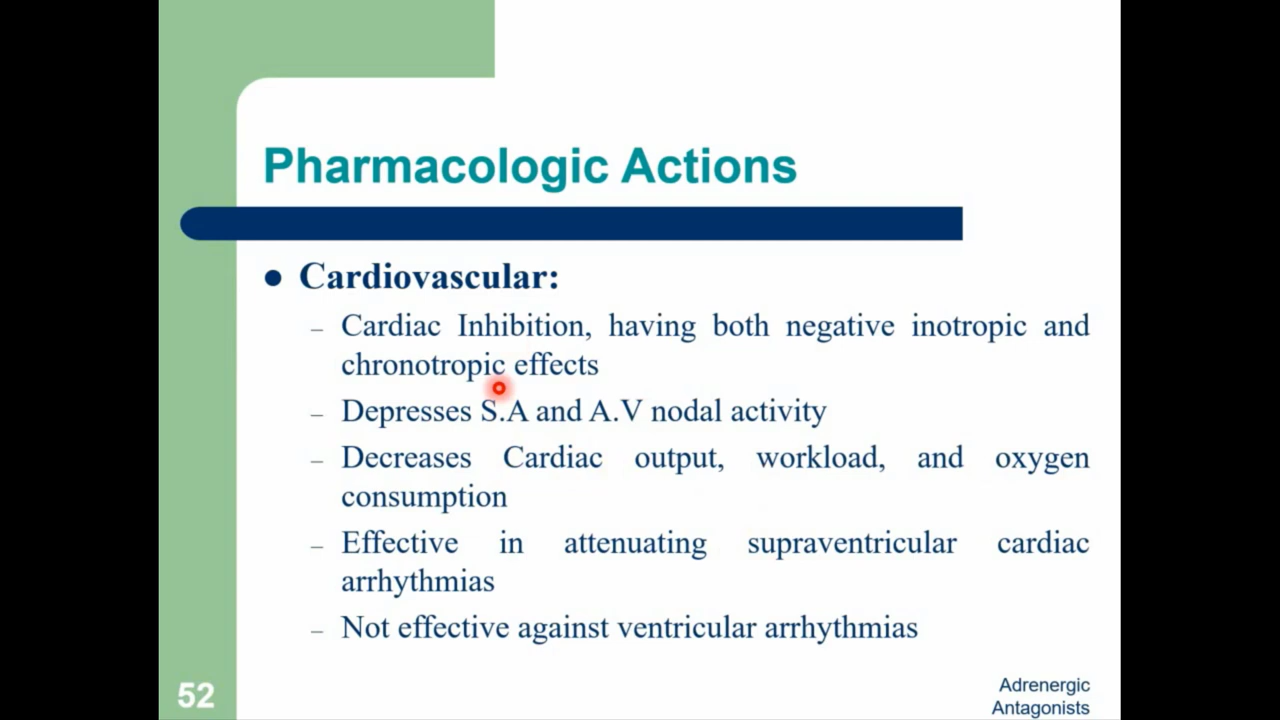 Pharmacologic Actions
● Cardiovascular:
– Cardiac Inhibition, having both negative inotropic and
chronotropic effects
– Depresses S.A and A.V nodal activity
– Decreases Cardiac output, workload, and oxygen
consumption
– Effective in attenuating supraventricular cardiac
arrhythmias
– Not effective against ventricular arrhythmias
52
Adrenergic
Antagonists